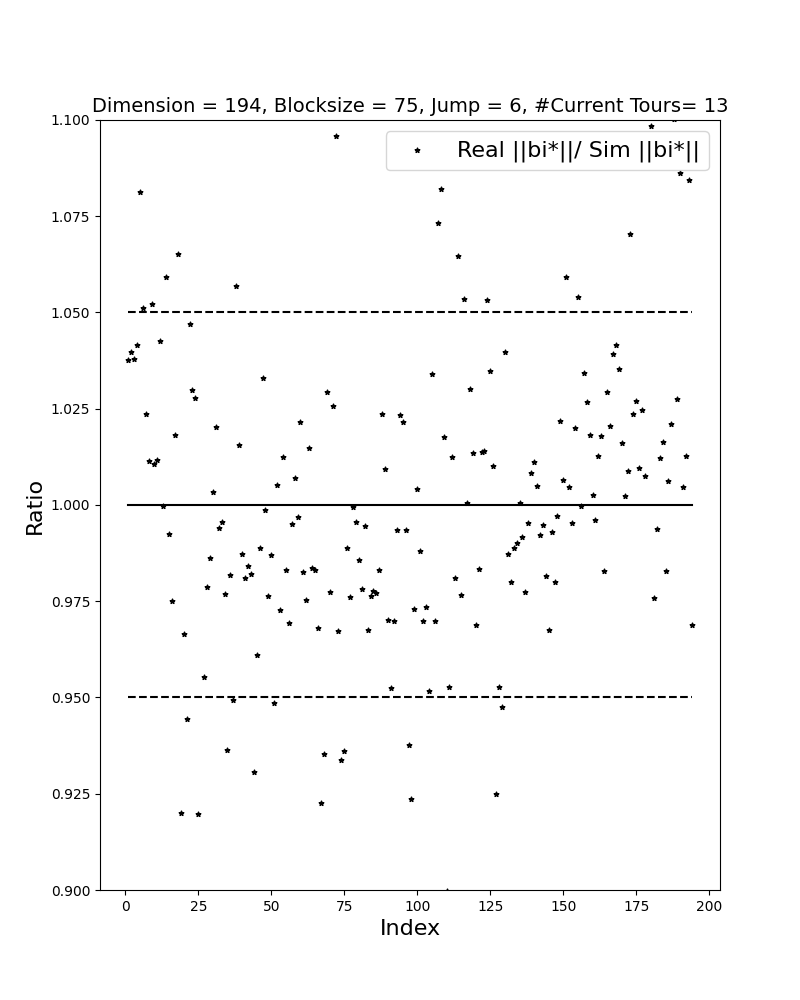 Dimension = 194, Blocksize = 75, Jump = 6, #Current Tours= 13
Real ||bi*||/ Sim ||bi*||
1.100
1.075
1.050
1.025
1.000
0.975
0.950
0.925
0.900
Ratio
0 25 50 75 100 125 150 175 200
Index